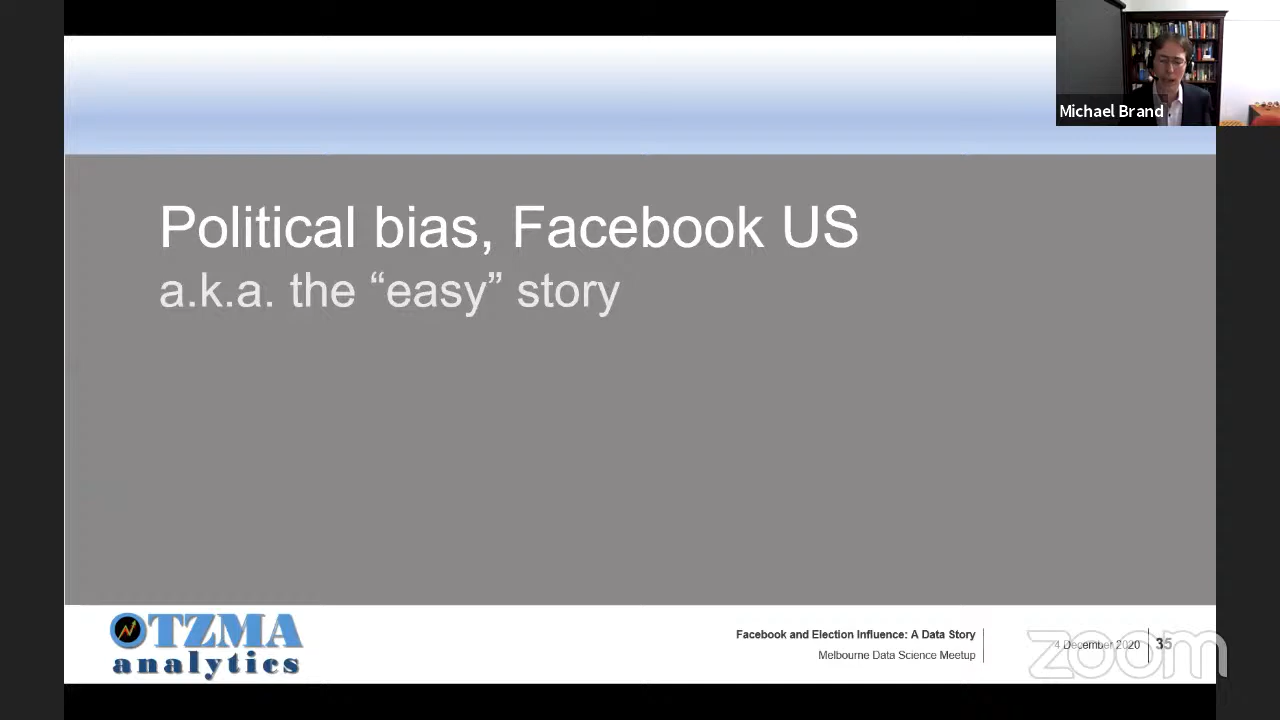 Michael Brand
Political bias, Facebook US
a.k.a. the “easy” story
OTZMA
analytics
Facebook and Election Influence: A Data Story
Melbourne Data Science Meetup
4 December 2020
35
zoom